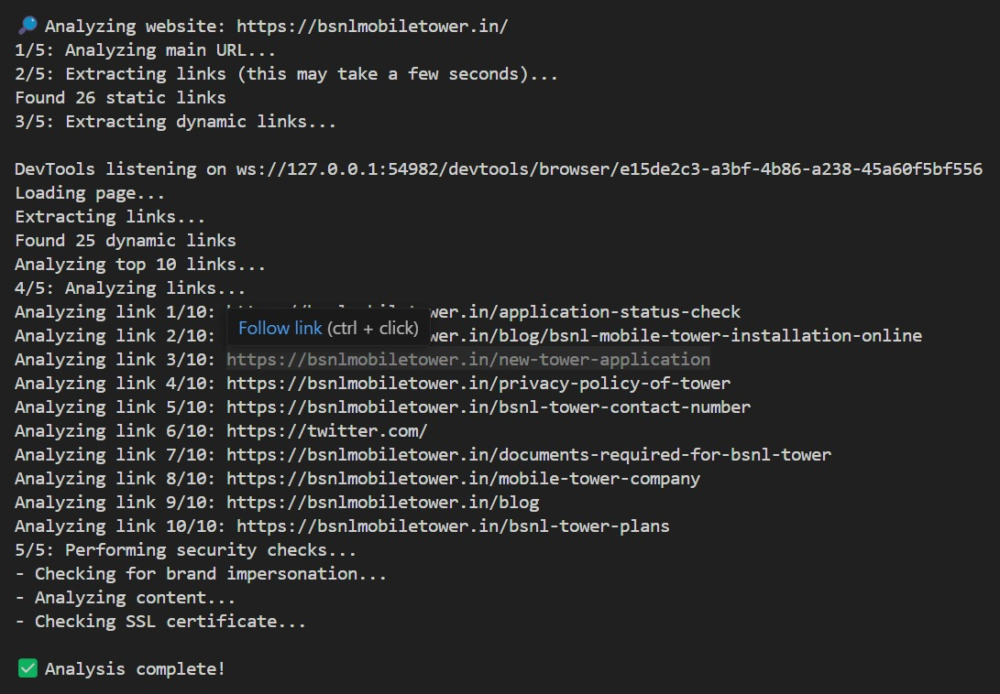 Analyzing website: https://bsnlmobiletower.in/
1/5: Analyzing main URL...
2/5: Extracting links (this may take a few seconds)...
Found 26 static links
3/5: Extracting dynamic links...
DevTools listening on ws://127.0.0.1:54982/devtools/browser/e15de2c3-a3bf-4b86-a238-45a60f5bf556
Loading page...
Extracting links...
Found 25 dynamic links
Analyzing top 10 links...
4/5: Analyzing links...
Analyzing link 1/10: wer.in/application-status-check
Follow link (ctrl + click)
Analyzing link 2/10: wer.in/blog/bsnl-mobile-tower-installation-online
Analyzing link 3/10: https://bsnlmobiletower.in/new-tower-application
Analyzing link 4/10: https://bsnlmobiletower.in/privacy-policy-of-tower
Analyzing link 5/10: https://bsnlmobiletower.in/bsnl-tower-contact-number
Analyzing link 6/10: https://twitter.com/
Analyzing link 7/10: https://bsnlmobiletower.in/documents-required-for-bsnl-tower
Analyzing link 8/10: https://bsnlmobiletower.in/mobile-tower-company
Analyzing link 9/10: https://bsnlmobiletower.in/blog
Analyzing link 10/10: https://bsnlmobiletower.in/bsnl-tower-plans
5/5: Performing security checks...
- Checking for brand impersonation...
- Analyzing content...
- Checking SSL certificate...
Analysis complete!